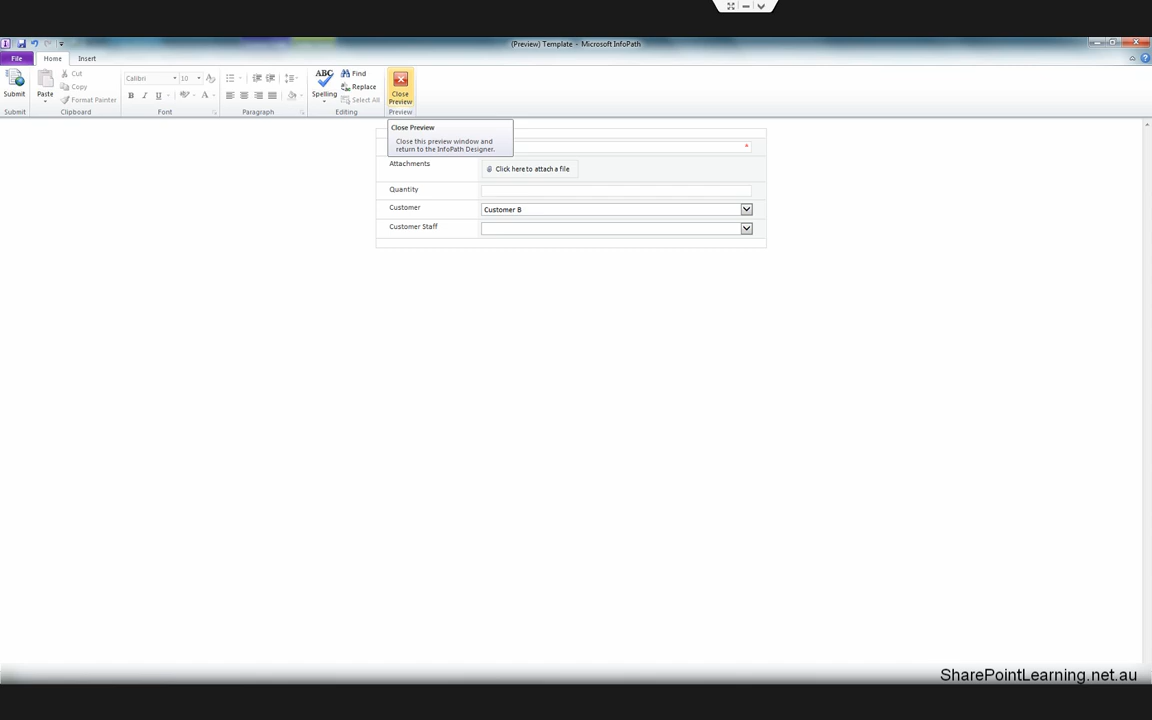 (Preview) Template - Microsoft InfoPath
File Home Insert
Submit
Paste
Cut
Copy
Format Painter
Calibri 10
B I U A
ABC
Spelling
Find
Replace
Select All
Close
Preview
Submit Clipboard Font Paragraph Editing Preview
Close Preview
Close this preview window and
return to the InfoPath Designer.
*
Attachments Click here to attach a file
Quantity
Customer Customer B
Customer Staff
SharePointLearning.net.au